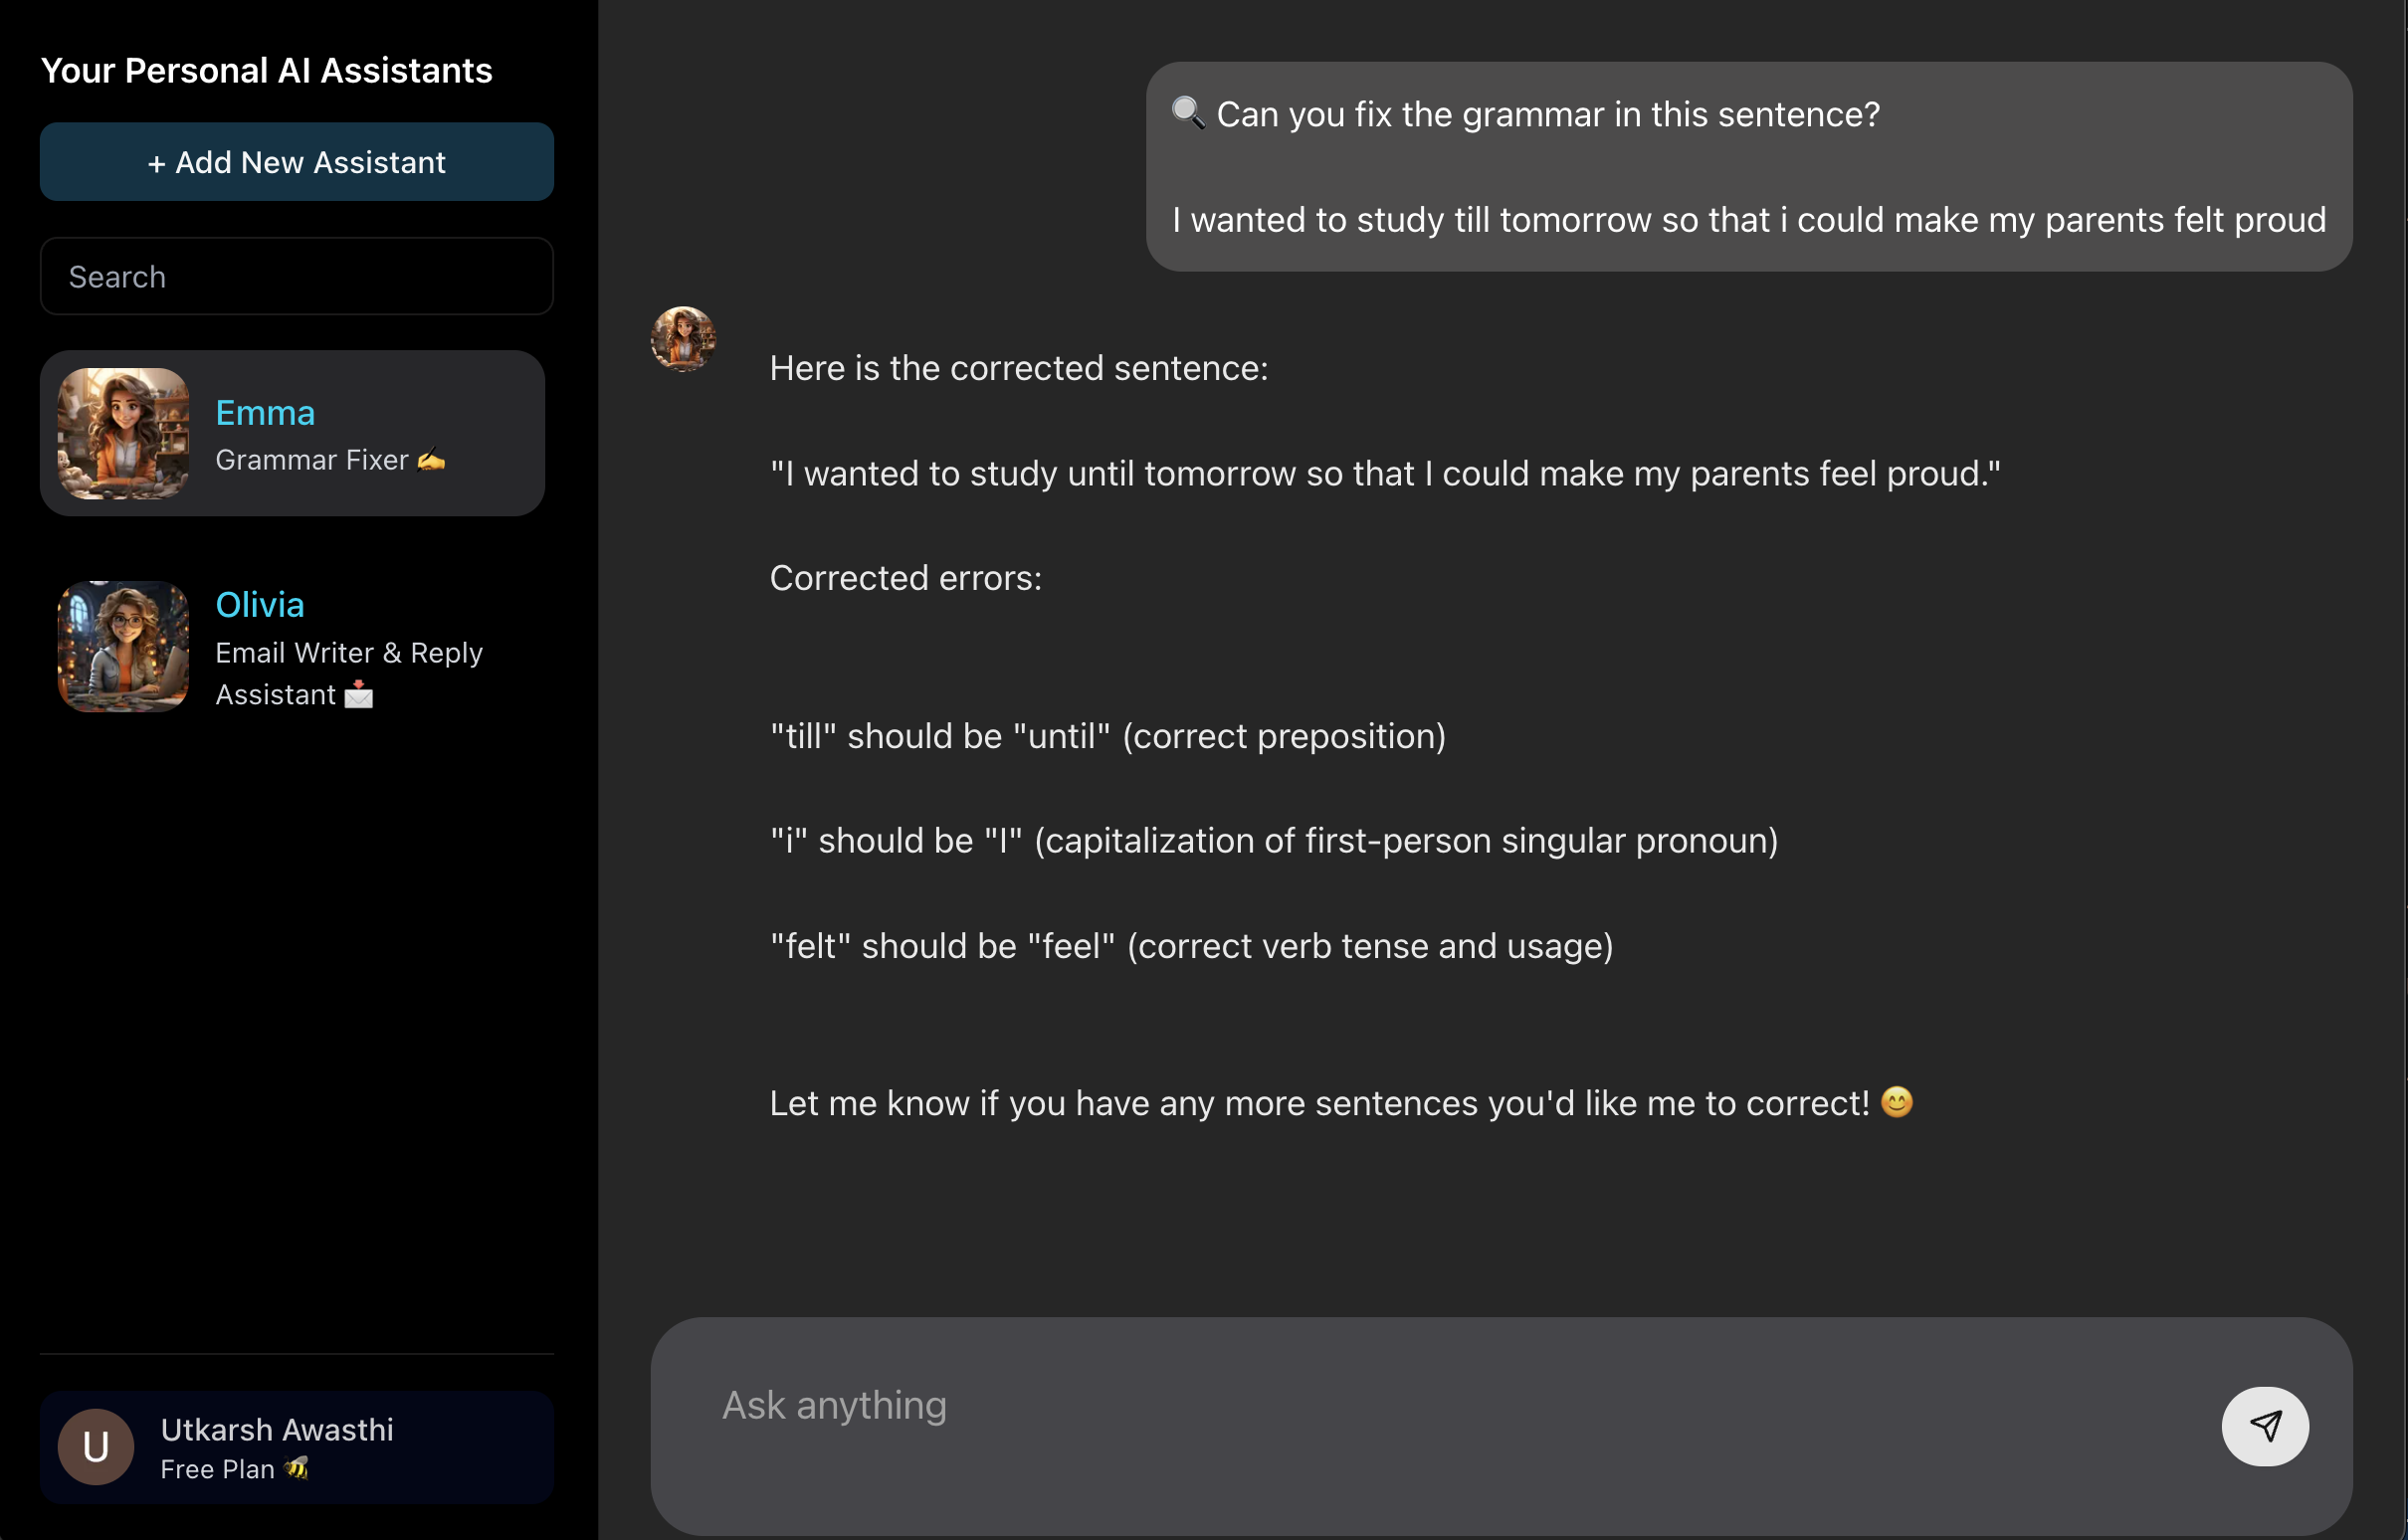 Your Personal AI Assistants
+ Add New Assistant
Search
Emma
Grammar Fixer ✍️
Olivia
Email Writer & Reply
Assistant 📩
U
Utkarsh Awasthi
Free Plan 🐝
🔍 Can you fix the grammar in this sentence?
I wanted to study till tomorrow so that i could make my parents felt proud
Here is the corrected sentence:
"I wanted to study until tomorrow so that I could make my parents feel proud."
Corrected errors:
"till" should be "until" (correct preposition)
"i" should be "I" (capitalization of first-person singular pronoun)
"felt" should be "feel" (correct verb tense and usage)
Let me know if you have any more sentences you'd like me to correct! 😊
Ask anything